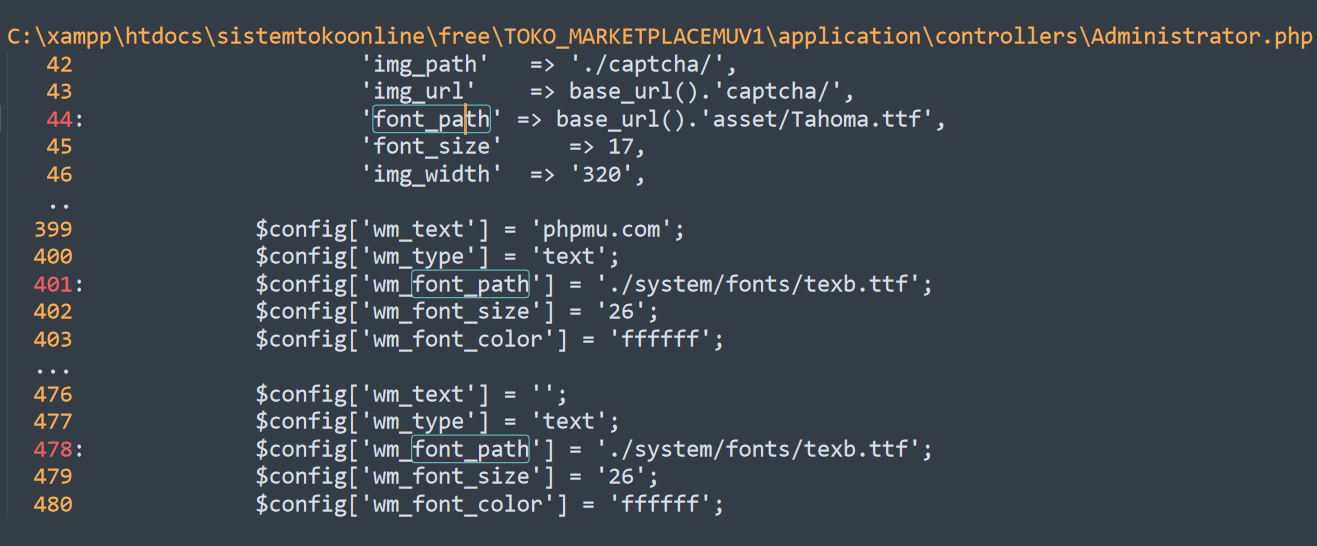 C:\xampp\htdocs\sistemtokoonline\free\TOKO_MARKETPLACEMUV1\application\controllers\Administrator.php
42 'img_path' => './captcha/',
43 'img_url' => base_url().'captcha/',
44: 'font_path' => base_url().'asset/Tahoma.ttf',
45 'font_size' => 17,
46 'img_width' => '320',
..
399 $config['wm_text'] = 'phpmu.com';
400 $config['wm_type'] = 'text';
401: $config['wm_font_path'] = './system/fonts/texb.ttf';
402 $config['wm_font_size'] = '26';
403 $config['wm_font_color'] = 'ffffff';
...
476 $config['wm_text'] = '';
477 $config['wm_type'] = 'text';
478: $config['wm_font_path'] = './system/fonts/texb.ttf';
479 $config['wm_font_size'] = '26';
480 $config['wm_font_color'] = 'ffffff';